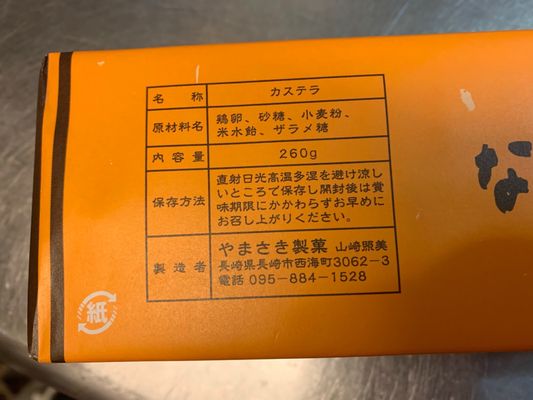 名称 カステラ
原材料名 鶏卵、砂糖、小麦粉、
米水飴、ザラメ糖
内容量 260g
保存方法 直射日光高温多湿を避け涼し
いところで保存し開封後は賞
味期限にかかわらずお早めに
お召し上がりください。
製造者 やまさき製菓 山﨑照美
長崎県長崎市西海町3062-3
電話 095-884-1528
紙